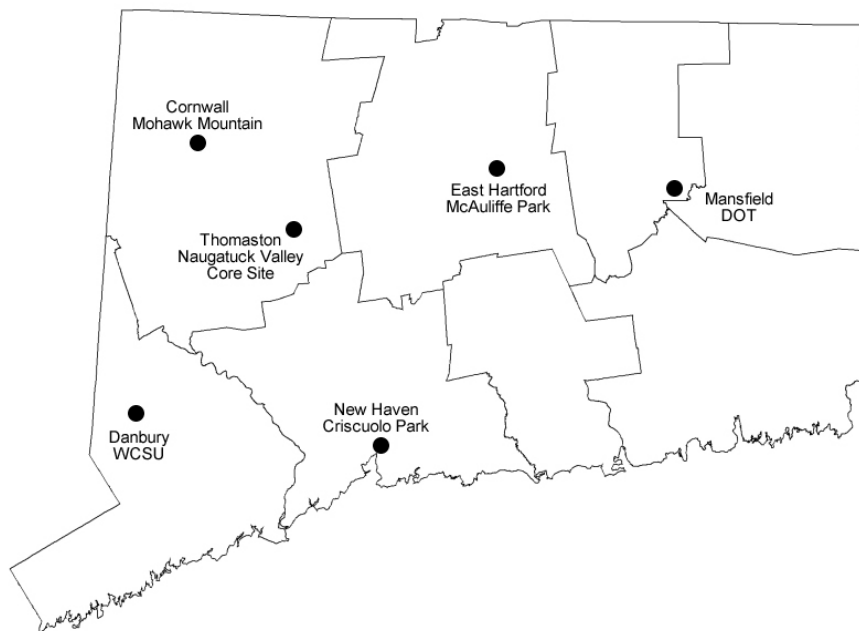 Cornwall
Mohawk Mountain
East Hartford
McAuliffe Park
Mansfield
DOT
Thomaston
Naugatuck Valley
Core Site
New Haven
Criscuolo Park
Danbury
WCSU